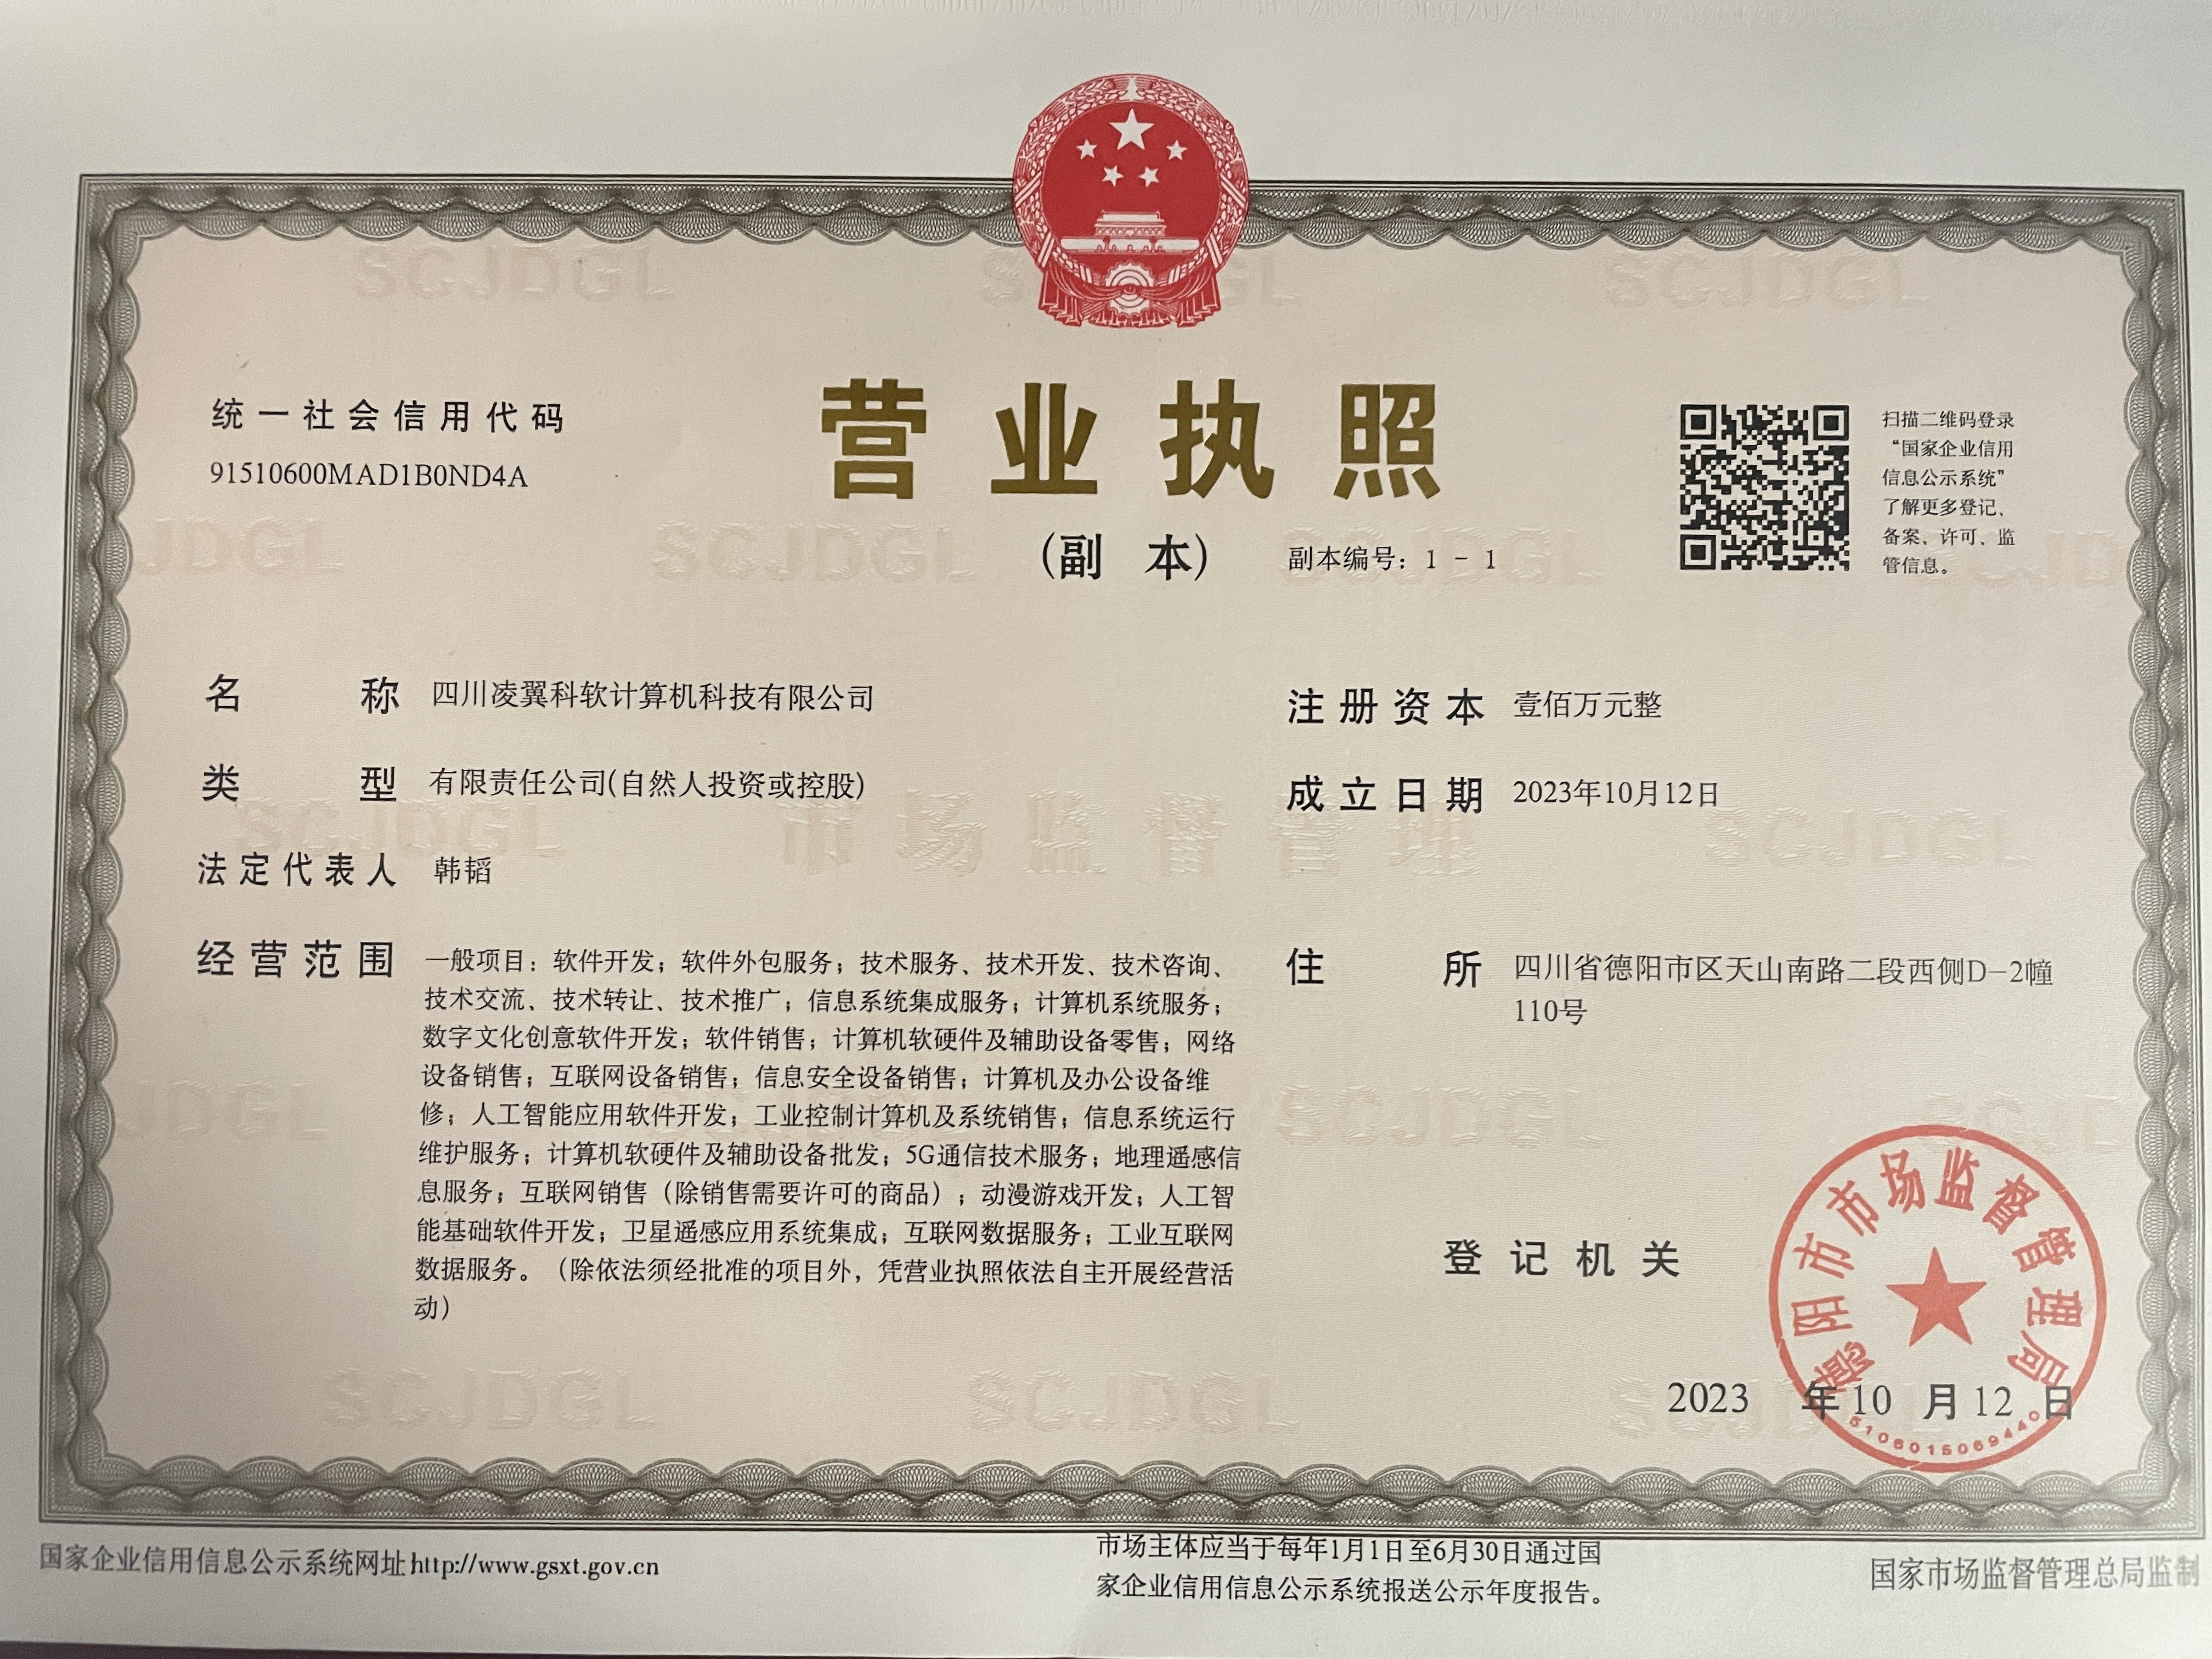 统一社会信用代码
91510600MAD1B0ND4A
营业执照
(副 本)
副本编号：1 - 1
扫描二维码登录
“国家企业信用
信息公示系统”
了解更多登记、
备案、许可、监
管信息。
名 称 四川凌翼科软计算机科技有限公司
类 型 有限责任公司(自然人投资或控股)
法定代表人 韩韬
经营范围 一般项目：软件开发；软件外包服务；技术服务、技术开发、技术咨询、
技术交流、技术转让、技术推广；信息系统集成服务；计算机系统服务；
数字文化创意软件开发；软件销售；计算机软硬件及辅助设备零售；网络
设备销售；互联网设备销售；信息安全设备销售；计算机及办公设备维
修；人工智能应用软件开发；工业控制计算机及系统销售；信息系统运行
维护服务；计算机软硬件及辅助设备批发；5G通信技术服务；地理遥感信
息服务；互联网销售（除销售需要许可的商品）；动漫游戏开发；人工智
能基础软件开发；卫星遥感应用系统集成；互联网数据服务；工业互联网
数据服务。（除依法须经批准的项目外，凭营业执照依法自主开展经营活
动）
注册资本 壹佰万元整
成立日期 2023年10月12日
住 所 四川省德阳市区天山南路二段西侧D-2幢
110号
登记机关
德阳市市场监督管理局
5106015069440
2023 年 10 月 12 日
SCJDGL
市场监督管理
国家企业信用信息公示系统网址http://www.gsxt.gov.cn
市场主体应当于每年1月1日至6月30日通过国
家企业信用信息公示系统报送公示年度报告。
国家市场监督管理总局监制